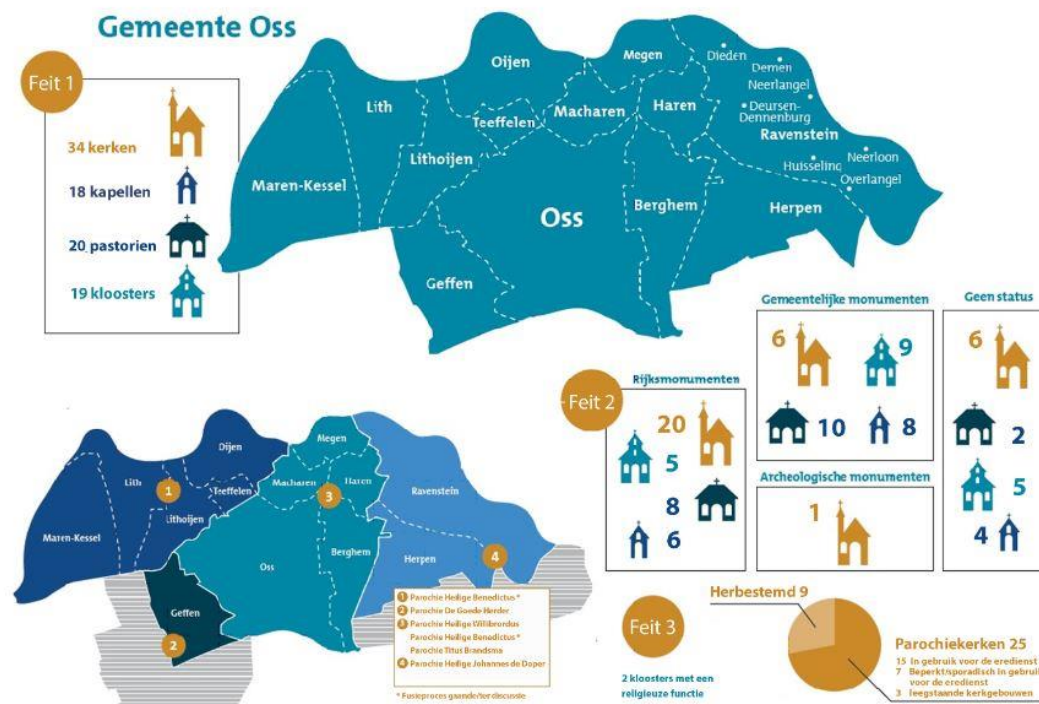 Gemeente Oss
Feit 1
34 kerken
18 kapellen
20 pastorien
19 kloosters
Maren-Kessel
Lith
Lithoijen
Oijen
Teeffelen
Megen
Macharen
Haren
Oss
Geffen
Berghem
Herpen
Dieden
Demen
Neerlangel
Deursen-
Dennenburg
Ravenstein
Huisseling
Neerloon
Overlangel
Feit 2
Rijksmonumenten
20
5
8
6
Gemeentelijke monumenten
6
9
10
8
Archeologische monumenten
1
Geen status
6
2
5
4
Maren-Kessel
Lith
1
Lithoijen
Dijen
Teeffelen
Megen
Macharen
Haren
3
Oss
Berghem
Ravenstein
Herpen
4
Geffen
2
1 Parochie Heilige Benedictus *
2 Parochie De Goede Herder
3 Parochie Heilige Willibrordus
Parochie Heilige Benedictus *
Parochie Titus Brandsma
4 Parochie Heilige Johannes de Doper
* Fusieproces gaande/ter discussie
Feit 3
2 kloosters met een
religieuze functie
Herbestemd 9
Parochiekerken 25
15 In gebruik voor de eredienst
7 Beperkt/sporadisch in gebruik
voor de eredienst
3 leegstaande kerkgebouwen